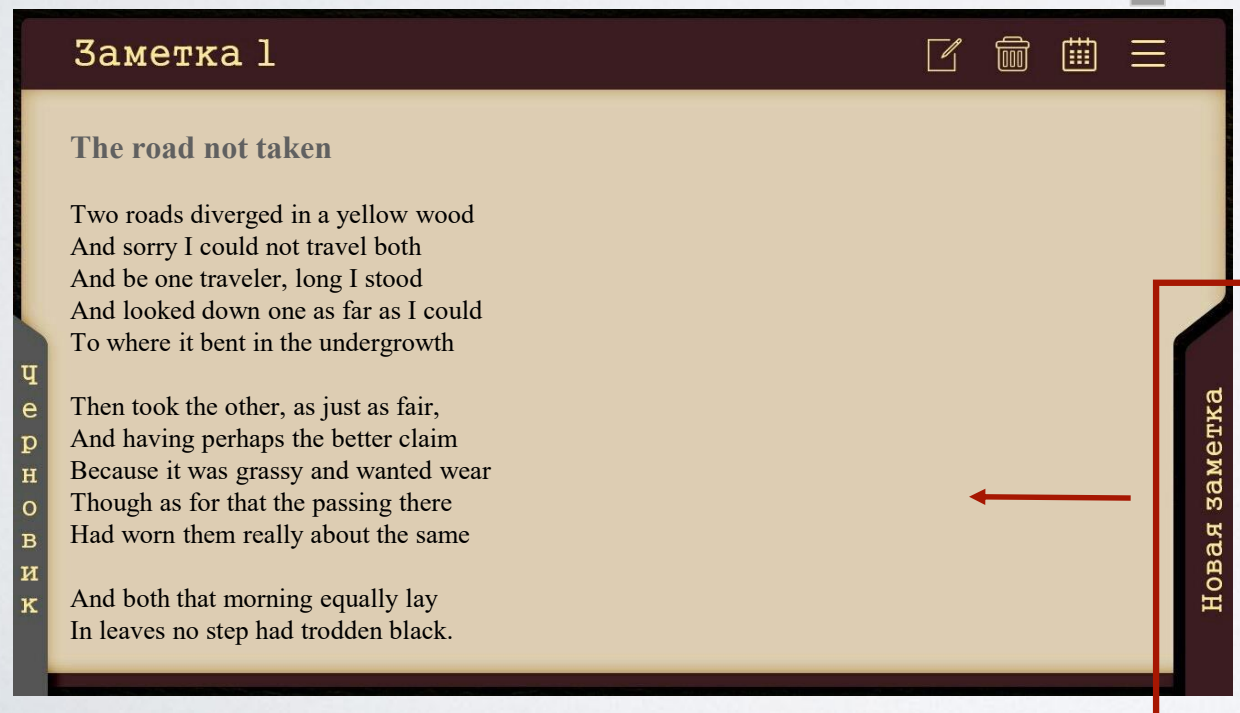 Заметка 1
The road not taken
Two roads diverged in a yellow wood
And sorry I could not travel both
And be one traveler, long I stood
And looked down one as far as I could
To where it bent in the undergrowth
Then took the other, as just as fair,
And having perhaps the better claim
Because it was grassy and wanted wear
Though as for that the passing there
Had worn them really about the same
And both that morning equally lay
In leaves no step had trodden black.
Черновик
Новая заметка